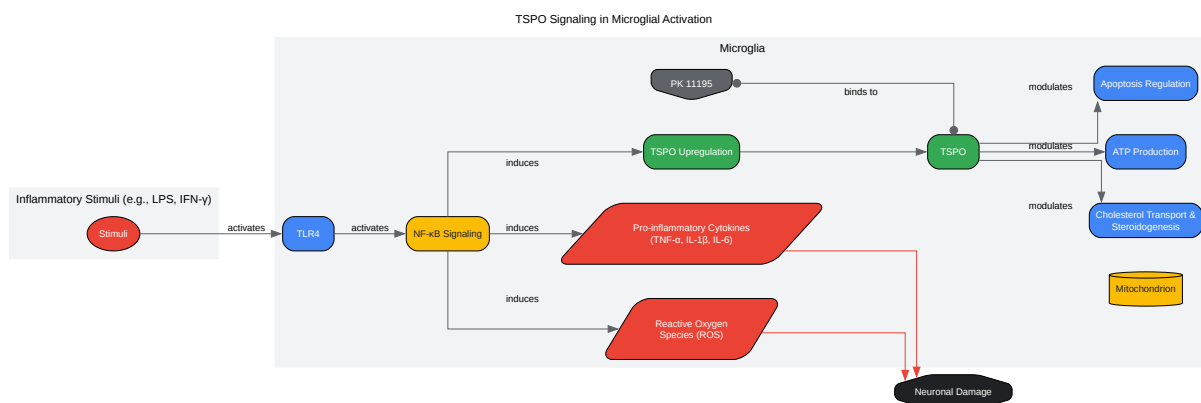 TSPO Signaling in Microglial Activation
Microglia
PK 11195
binds to
modulates
Apoptosis Regulation
induces
TSPO Upregulation
TSPO
modulates
ATP Production
Inflammatory Stimuli (e.g., LPS, IFN-γ)
Stimuli
activates
TLR4
activates
NF-κB Signaling
induces
Pro-inflammatory Cytokines
(TNF-α, IL-1β, IL-6)
modulates
Cholesterol Transport &
Steroidogenesis
Mitochondrion
induces
Reactive Oxygen
Species (ROS)
Neuronal Damage